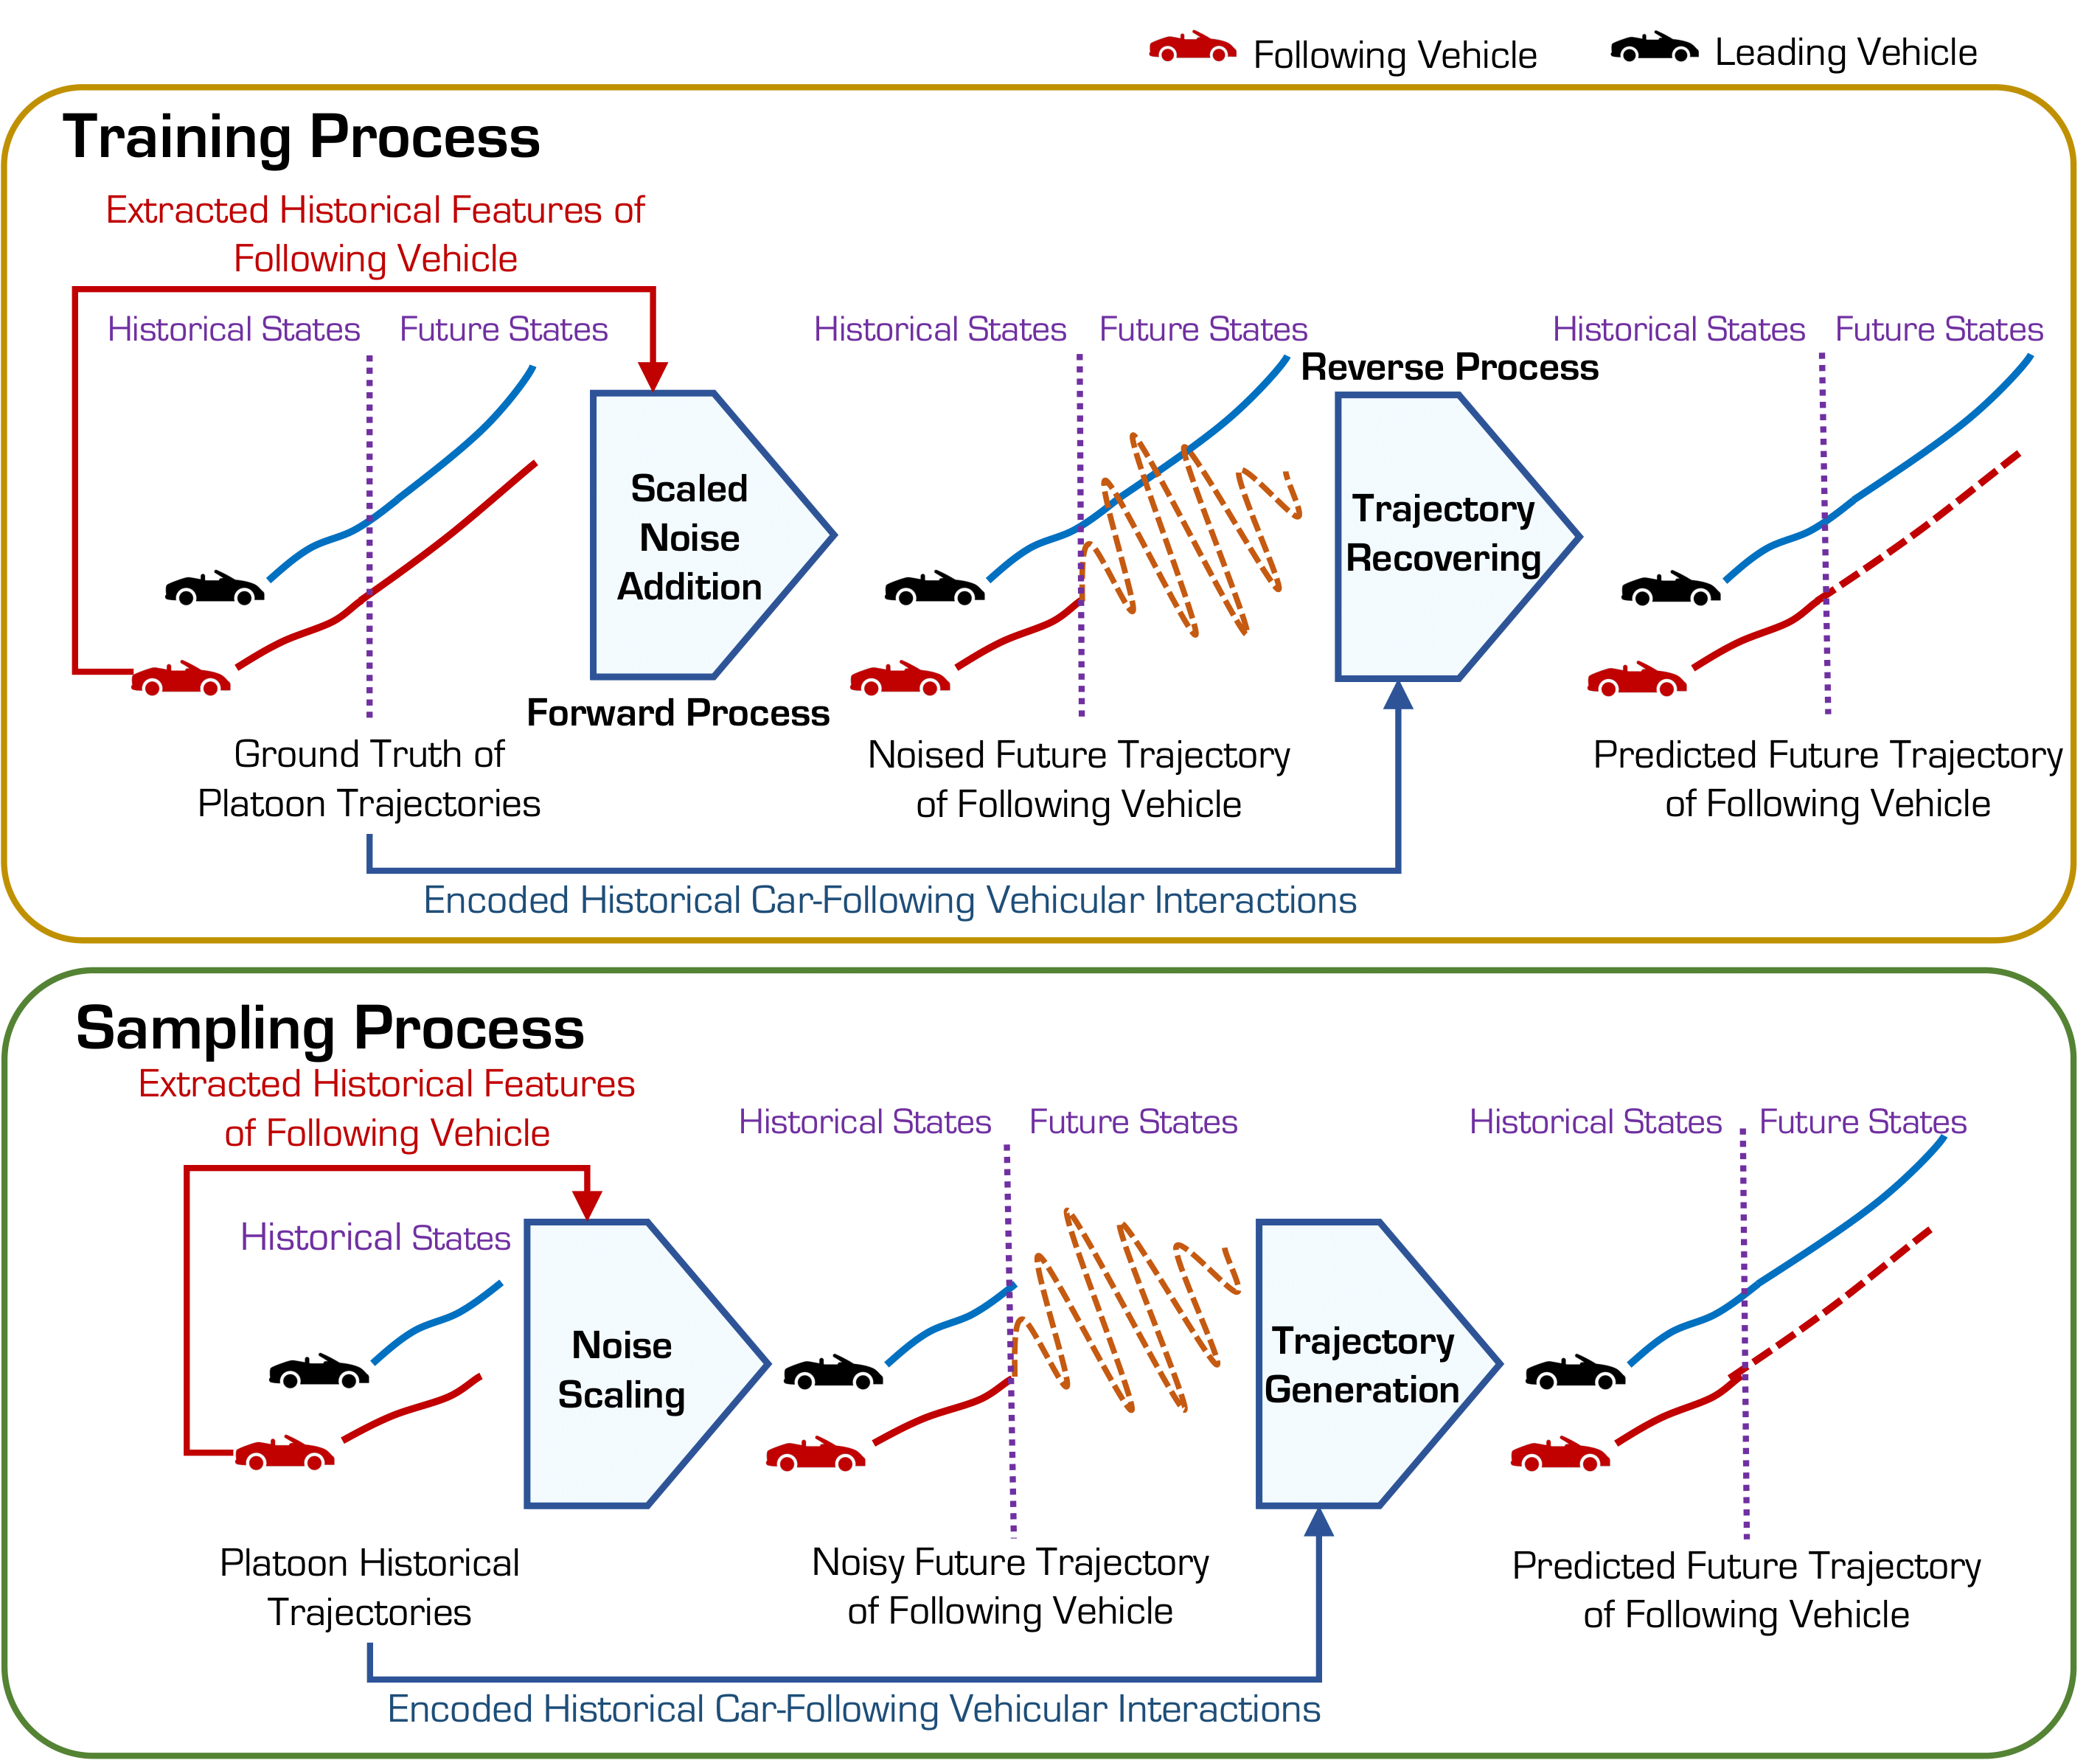 Following Vehicle
Leading Vehicle
Training Process
Extracted Historical Features of
Following Vehicle
Historical States
Future States
Scaled
Noise
Addition
Forward Process
Ground Truth of
Platoon Trajectories
Historical States
Future States
Noised Future Trajectory
of Following Vehicle
Reverse Process
Trajectory
Recovering
Historical States
Future States
Predicted Future Trajectory
of Following Vehicle
Encoded Historical Car-Following Vehicular Interactions
Sampling Process
Extracted Historical Features
of Following Vehicle
Historical States
Platoon Historical
Trajectories
Noise
Scaling
Historical States
Future States
Noisy Future Trajectory
of Following Vehicle
Trajectory
Generation
Historical States
Future States
Predicted Future Trajectory
of Following Vehicle
Encoded Historical Car-Following Vehicular Interactions